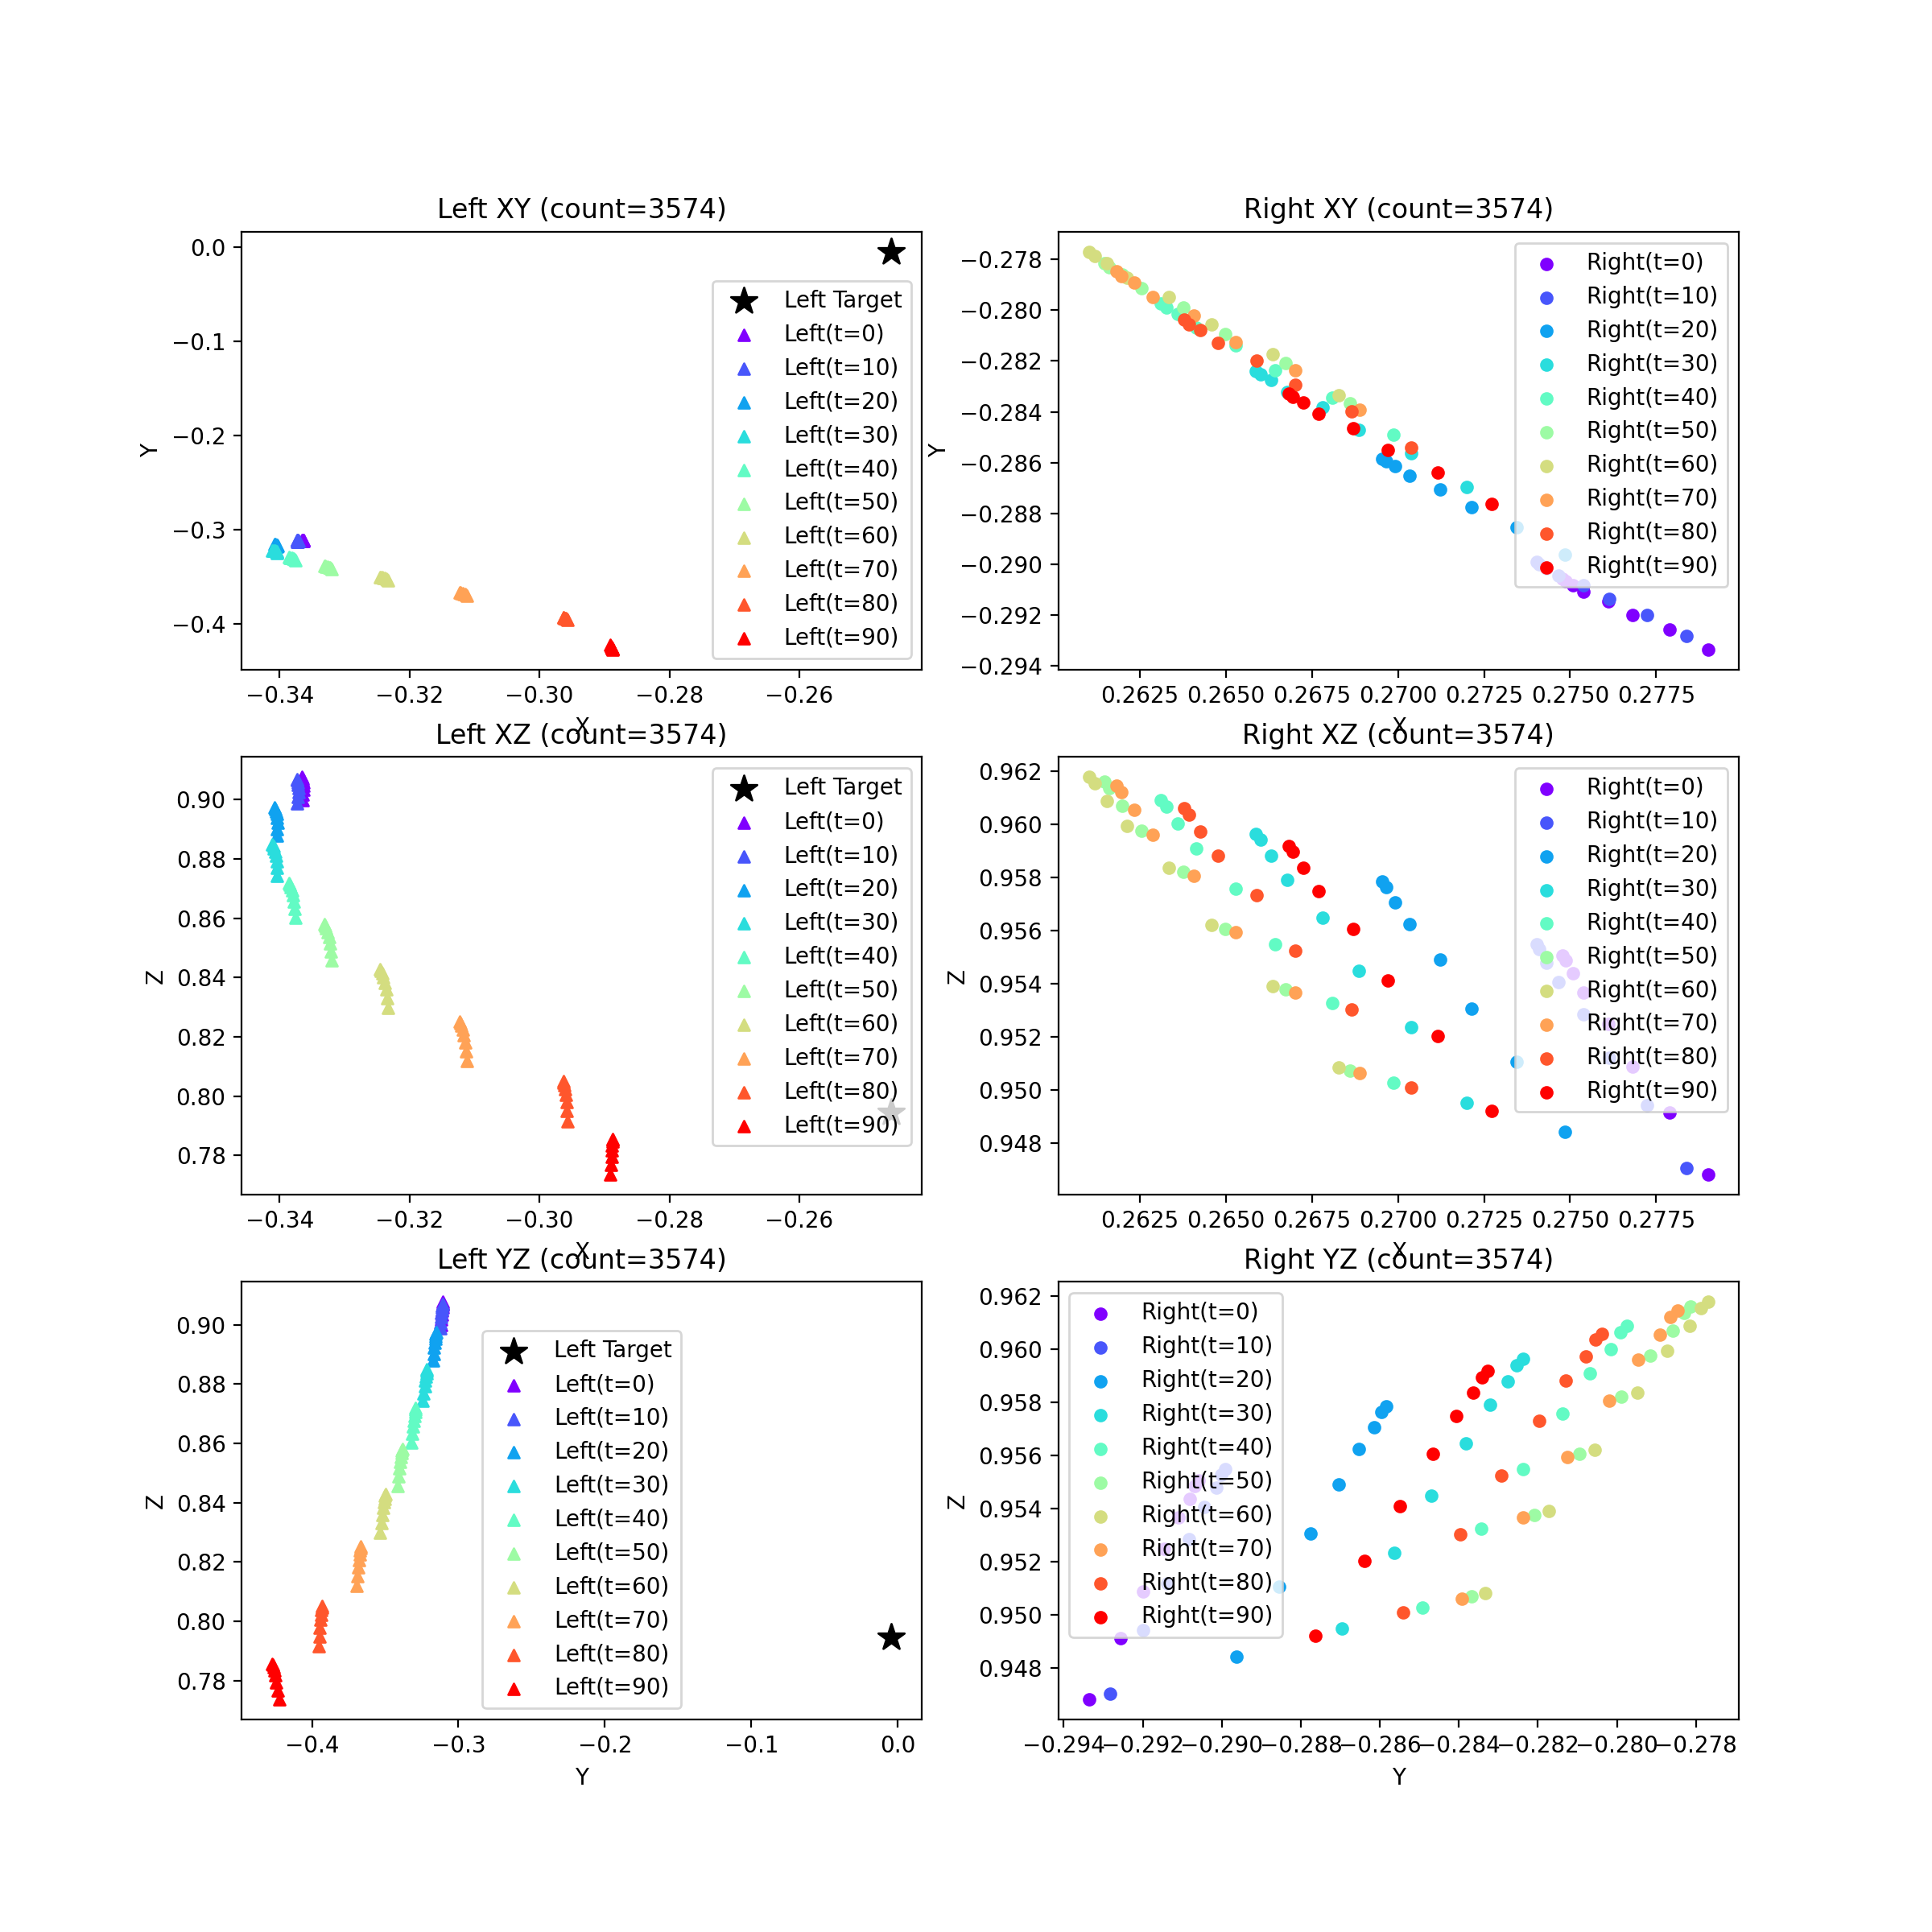 Left XY (count=3574)
0.0
−0.1
−0.2
−0.3
−0.4
Y
−0.34
−0.32
−0.30
−0.28
−0.26
X
Left Target
Left(t=0)
Left(t=10)
Left(t=20)
Left(t=30)
Left(t=40)
Left(t=50)
Left(t=60)
Left(t=70)
Left(t=80)
Left(t=90)
Right XY (count=3574)
−0.278
−0.280
−0.282
−0.284
−0.286
−0.288
−0.290
−0.292
−0.294
Y
0.2625
0.2650
0.2675
0.2700
0.2725
0.2750
0.2775
X
Right(t=0)
Right(t=10)
Right(t=20)
Right(t=30)
Right(t=40)
Right(t=50)
Right(t=60)
Right(t=70)
Right(t=80)
Right(t=90)
Left XZ (count=3574)
0.90
0.88
0.86
0.84
0.82
0.80
0.78
Z
−0.34
−0.32
−0.30
−0.28
−0.26
X
Left Target
Left(t=0)
Left(t=10)
Left(t=20)
Left(t=30)
Left(t=40)
Left(t=50)
Left(t=60)
Left(t=70)
Left(t=80)
Left(t=90)
Right XZ (count=3574)
0.962
0.960
0.958
0.956
0.954
0.952
0.950
0.948
Z
0.2625
0.2650
0.2675
0.2700
0.2725
0.2750
0.2775
X
Right(t=0)
Right(t=10)
Right(t=20)
Right(t=30)
Right(t=40)
Right(t=50)
Right(t=60)
Right(t=70)
Right(t=80)
Right(t=90)
Left YZ (count=3574)
0.90
0.88
0.86
0.84
0.82
0.80
0.78
Z
−0.4
−0.3
−0.2
−0.1
0.0
Y
Left Target
Left(t=0)
Left(t=10)
Left(t=20)
Left(t=30)
Left(t=40)
Left(t=50)
Left(t=60)
Left(t=70)
Left(t=80)
Left(t=90)
Right YZ (count=3574)
0.962
0.960
0.958
0.956
0.954
0.952
0.950
0.948
Z
−0.294
−0.292
−0.290
−0.288
−0.286
−0.284
−0.282
−0.280
−0.278
Y
Right(t=0)
Right(t=10)
Right(t=20)
Right(t=30)
Right(t=40)
Right(t=50)
Right(t=60)
Right(t=70)
Right(t=80)
Right(t=90)